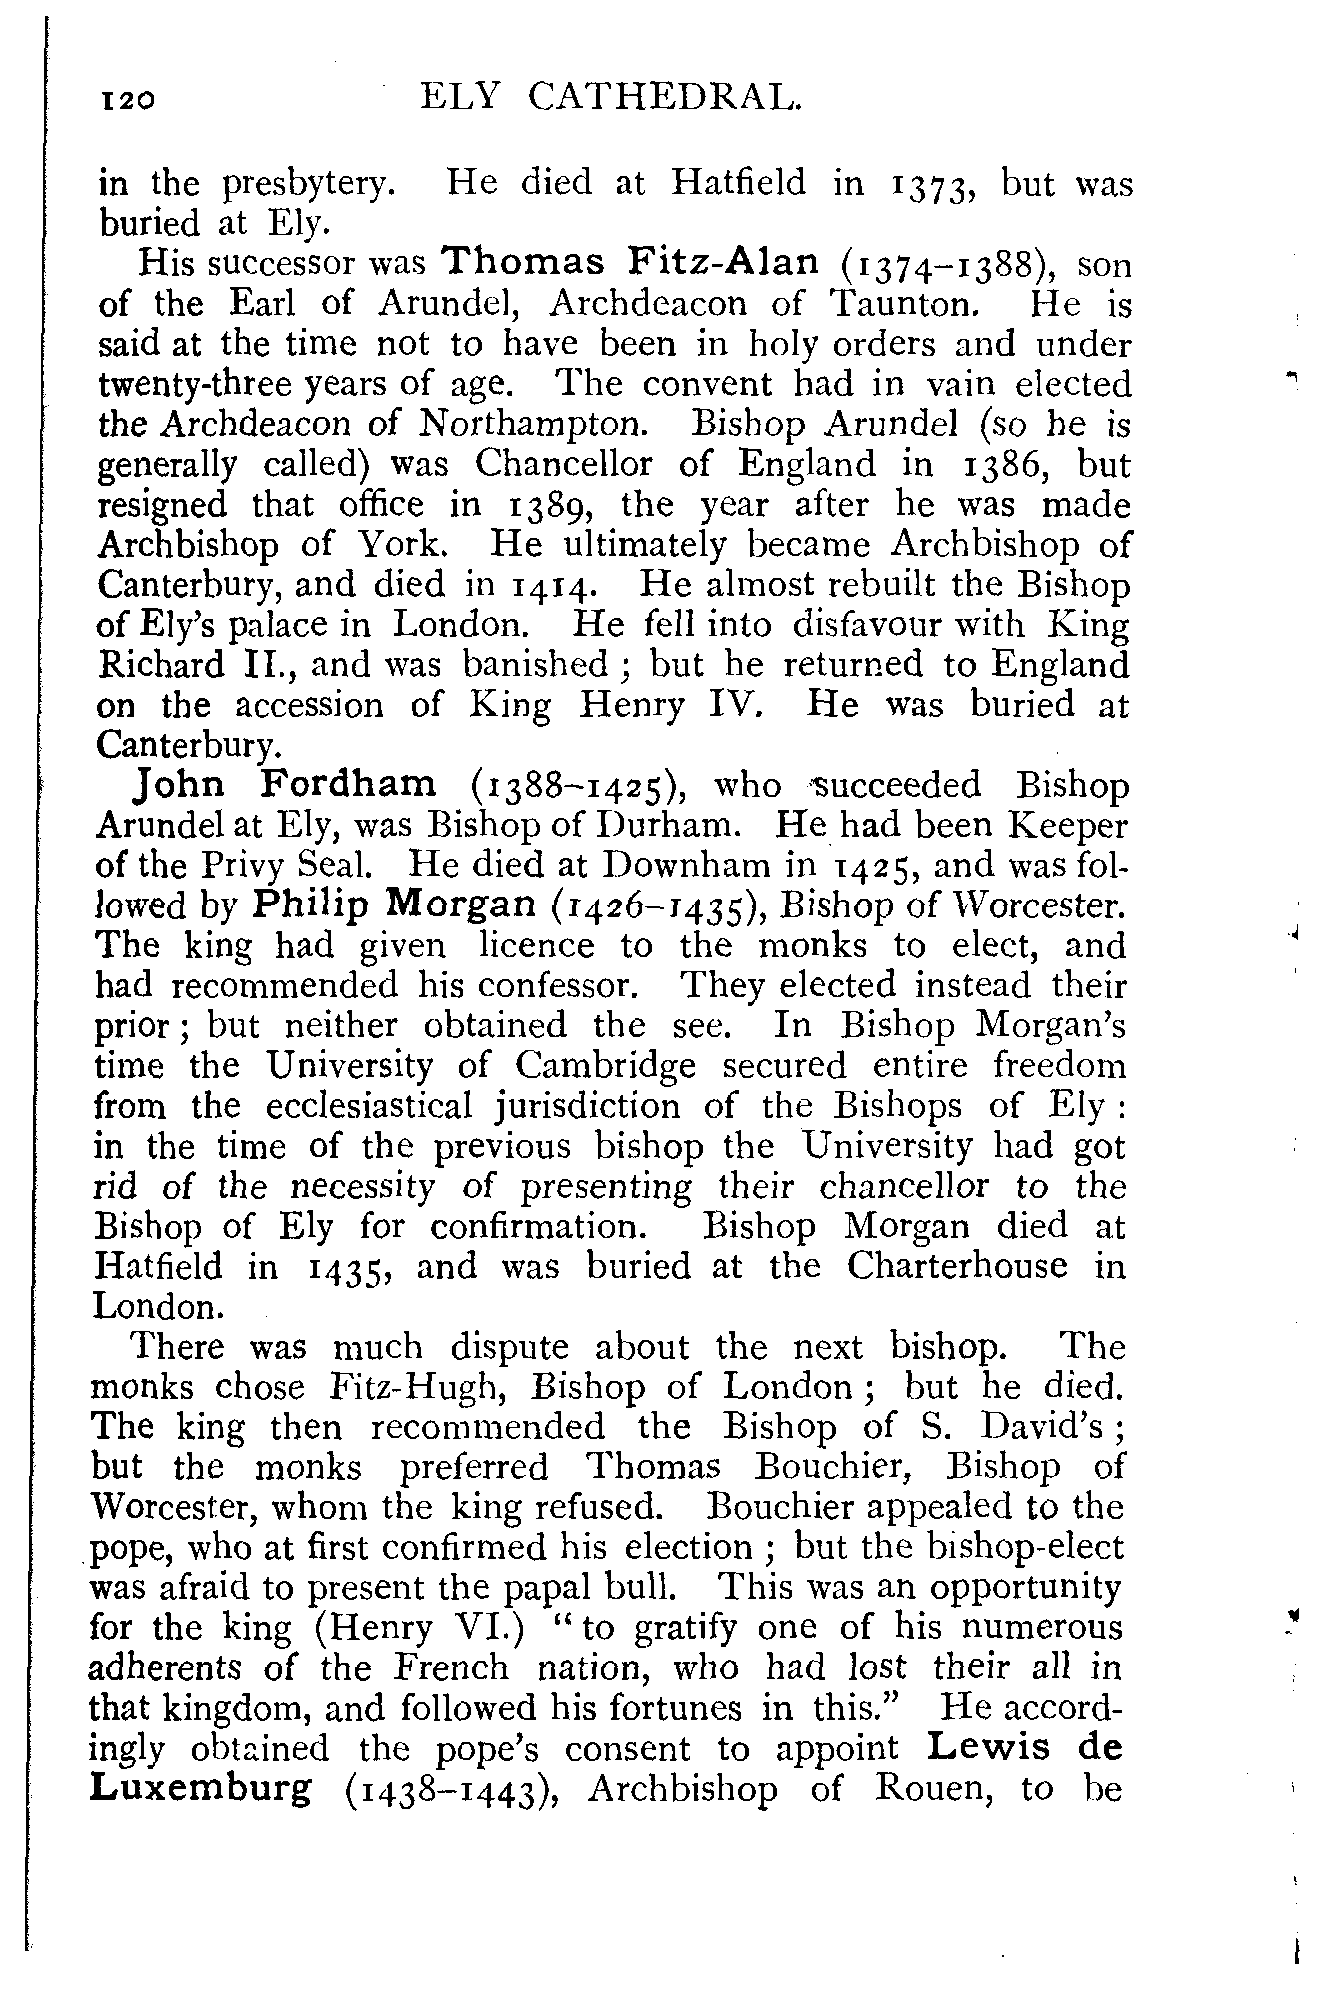 120 ELY CATHEDRAL.
in the presbytery. He died at Hatfield in 1373, but was
buried at Ely.
His successor was Thomas Fitz-Alan (1374–1388), son
of the Earl of Arundel, Archdeacon of Taunton. He is
said at the time not to have been in holy orders and under
twenty-three years of age. The convent had in vain elected
the Archdeacon of Northampton. Bishop Arundel (so he is
generally called) was Chancellor of England in 1386, but
resigned that office in 1389, the year after he was made
Archbishop of York. He ultimately became Archbishop of
Canterbury, and died in 1414. He almost rebuilt the Bishop
of Ely's palace in London. He fell into disfavour with King
Richard II., and was banished ; but he returned to England
on the accession of King Henry IV. He was buried at
Canterbury.
John Fordham (1388–1425), who succeeded Bishop
Arundel at Ely, was Bishop of Durham. He had been Keeper
of the Privy Seal. He died at Downham in 1425, and was fol-
lowed by Philip Morgan (1426–1435), Bishop of Worcester.
The king had given licence to the monks to elect, and
had recommended his confessor. They elected instead their
prior ; but neither obtained the see. In Bishop Morgan's
time the University of Cambridge secured entire freedom
from the ecclesiastical jurisdiction of the Bishops of Ely :
in the time of the previous bishop the University had got
rid of the necessity of presenting their chancellor to the
Bishop of Ely for confirmation. Bishop Morgan died at
Hatfield in 1435, and was buried at the Charterhouse in
London.
There was much dispute about the next bishop. The
monks chose Fitz-Hugh, Bishop of London ; but he died.
The king then recommended the Bishop of S. David's ;
but the monks preferred Thomas Bouchier, Bishop of
Worcester, whom the king refused. Bouchier appealed to the
pope, who at first confirmed his election ; but the bishop-elect
was afraid to present the papal bull. This was an opportunity
for the king (Henry VI.) “ to gratify one of his numerous
adherents of the French nation, who had lost their all in
that kingdom, and followed his fortunes in this.” He accord-
ingly obtained the pope's consent to appoint Lewis de
Luxemburg (1438–1443), Archbishop of Rouen, to be